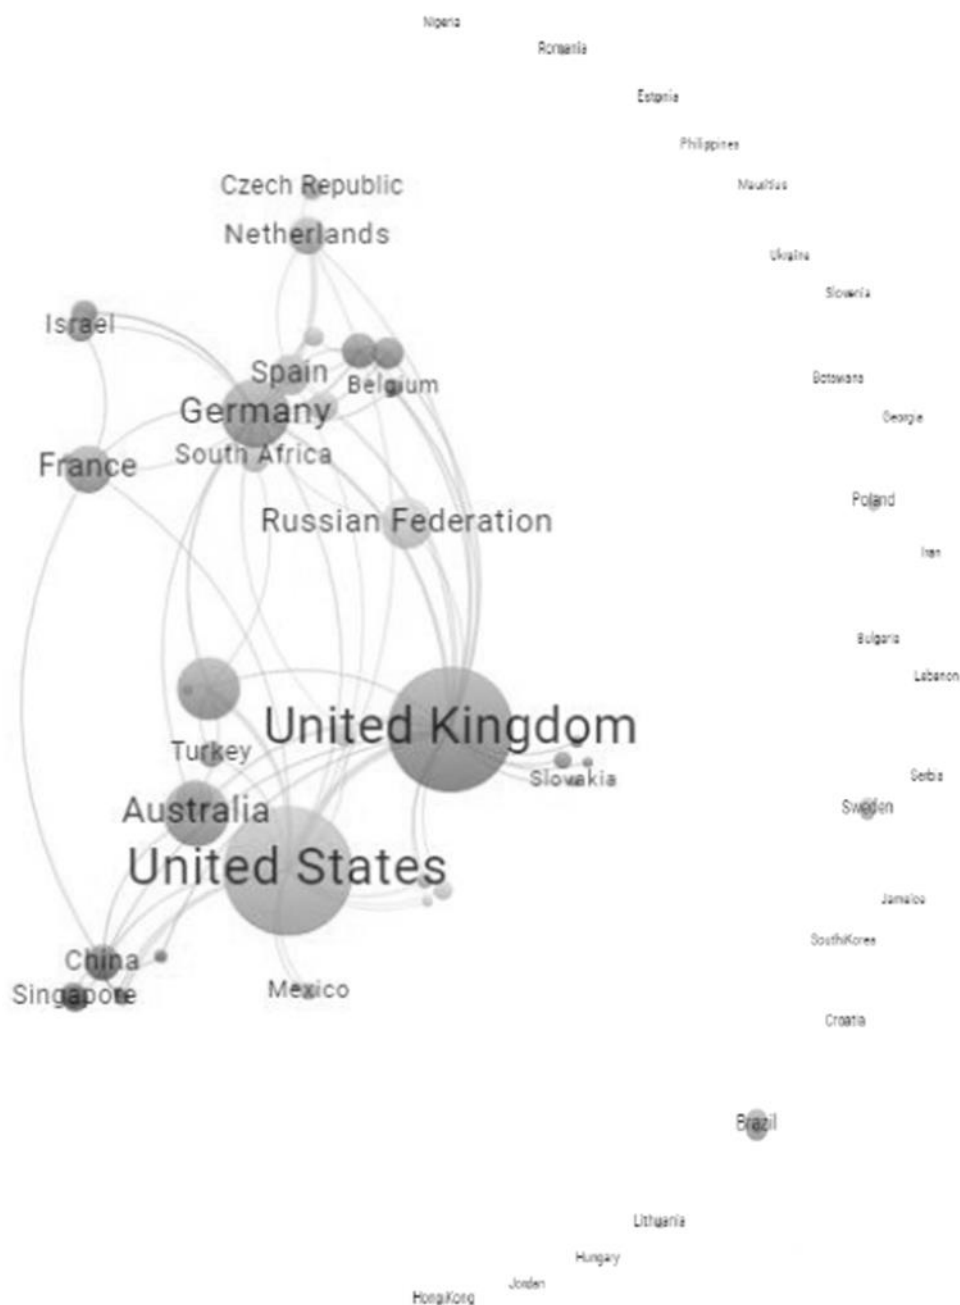 Nigeria
Romania
Estonia
Philippines
Mauritius
Czech Republic
Netherlands
Ukraine
Slovenia
Israel
Spain
Belgium
Botswana
Germany
Georgia
South Africa
France
Poland
Russian Federation
Iran
Bulgaria
Lebanon
United Kingdom
Turkey
Slovakia
Serbia
Australia
Sweden
United States
Jamaica
SouthKorea
China
Singapore
Mexico
Croatia
Brazil
Lithuania
Hungary
Jordan
HongKong